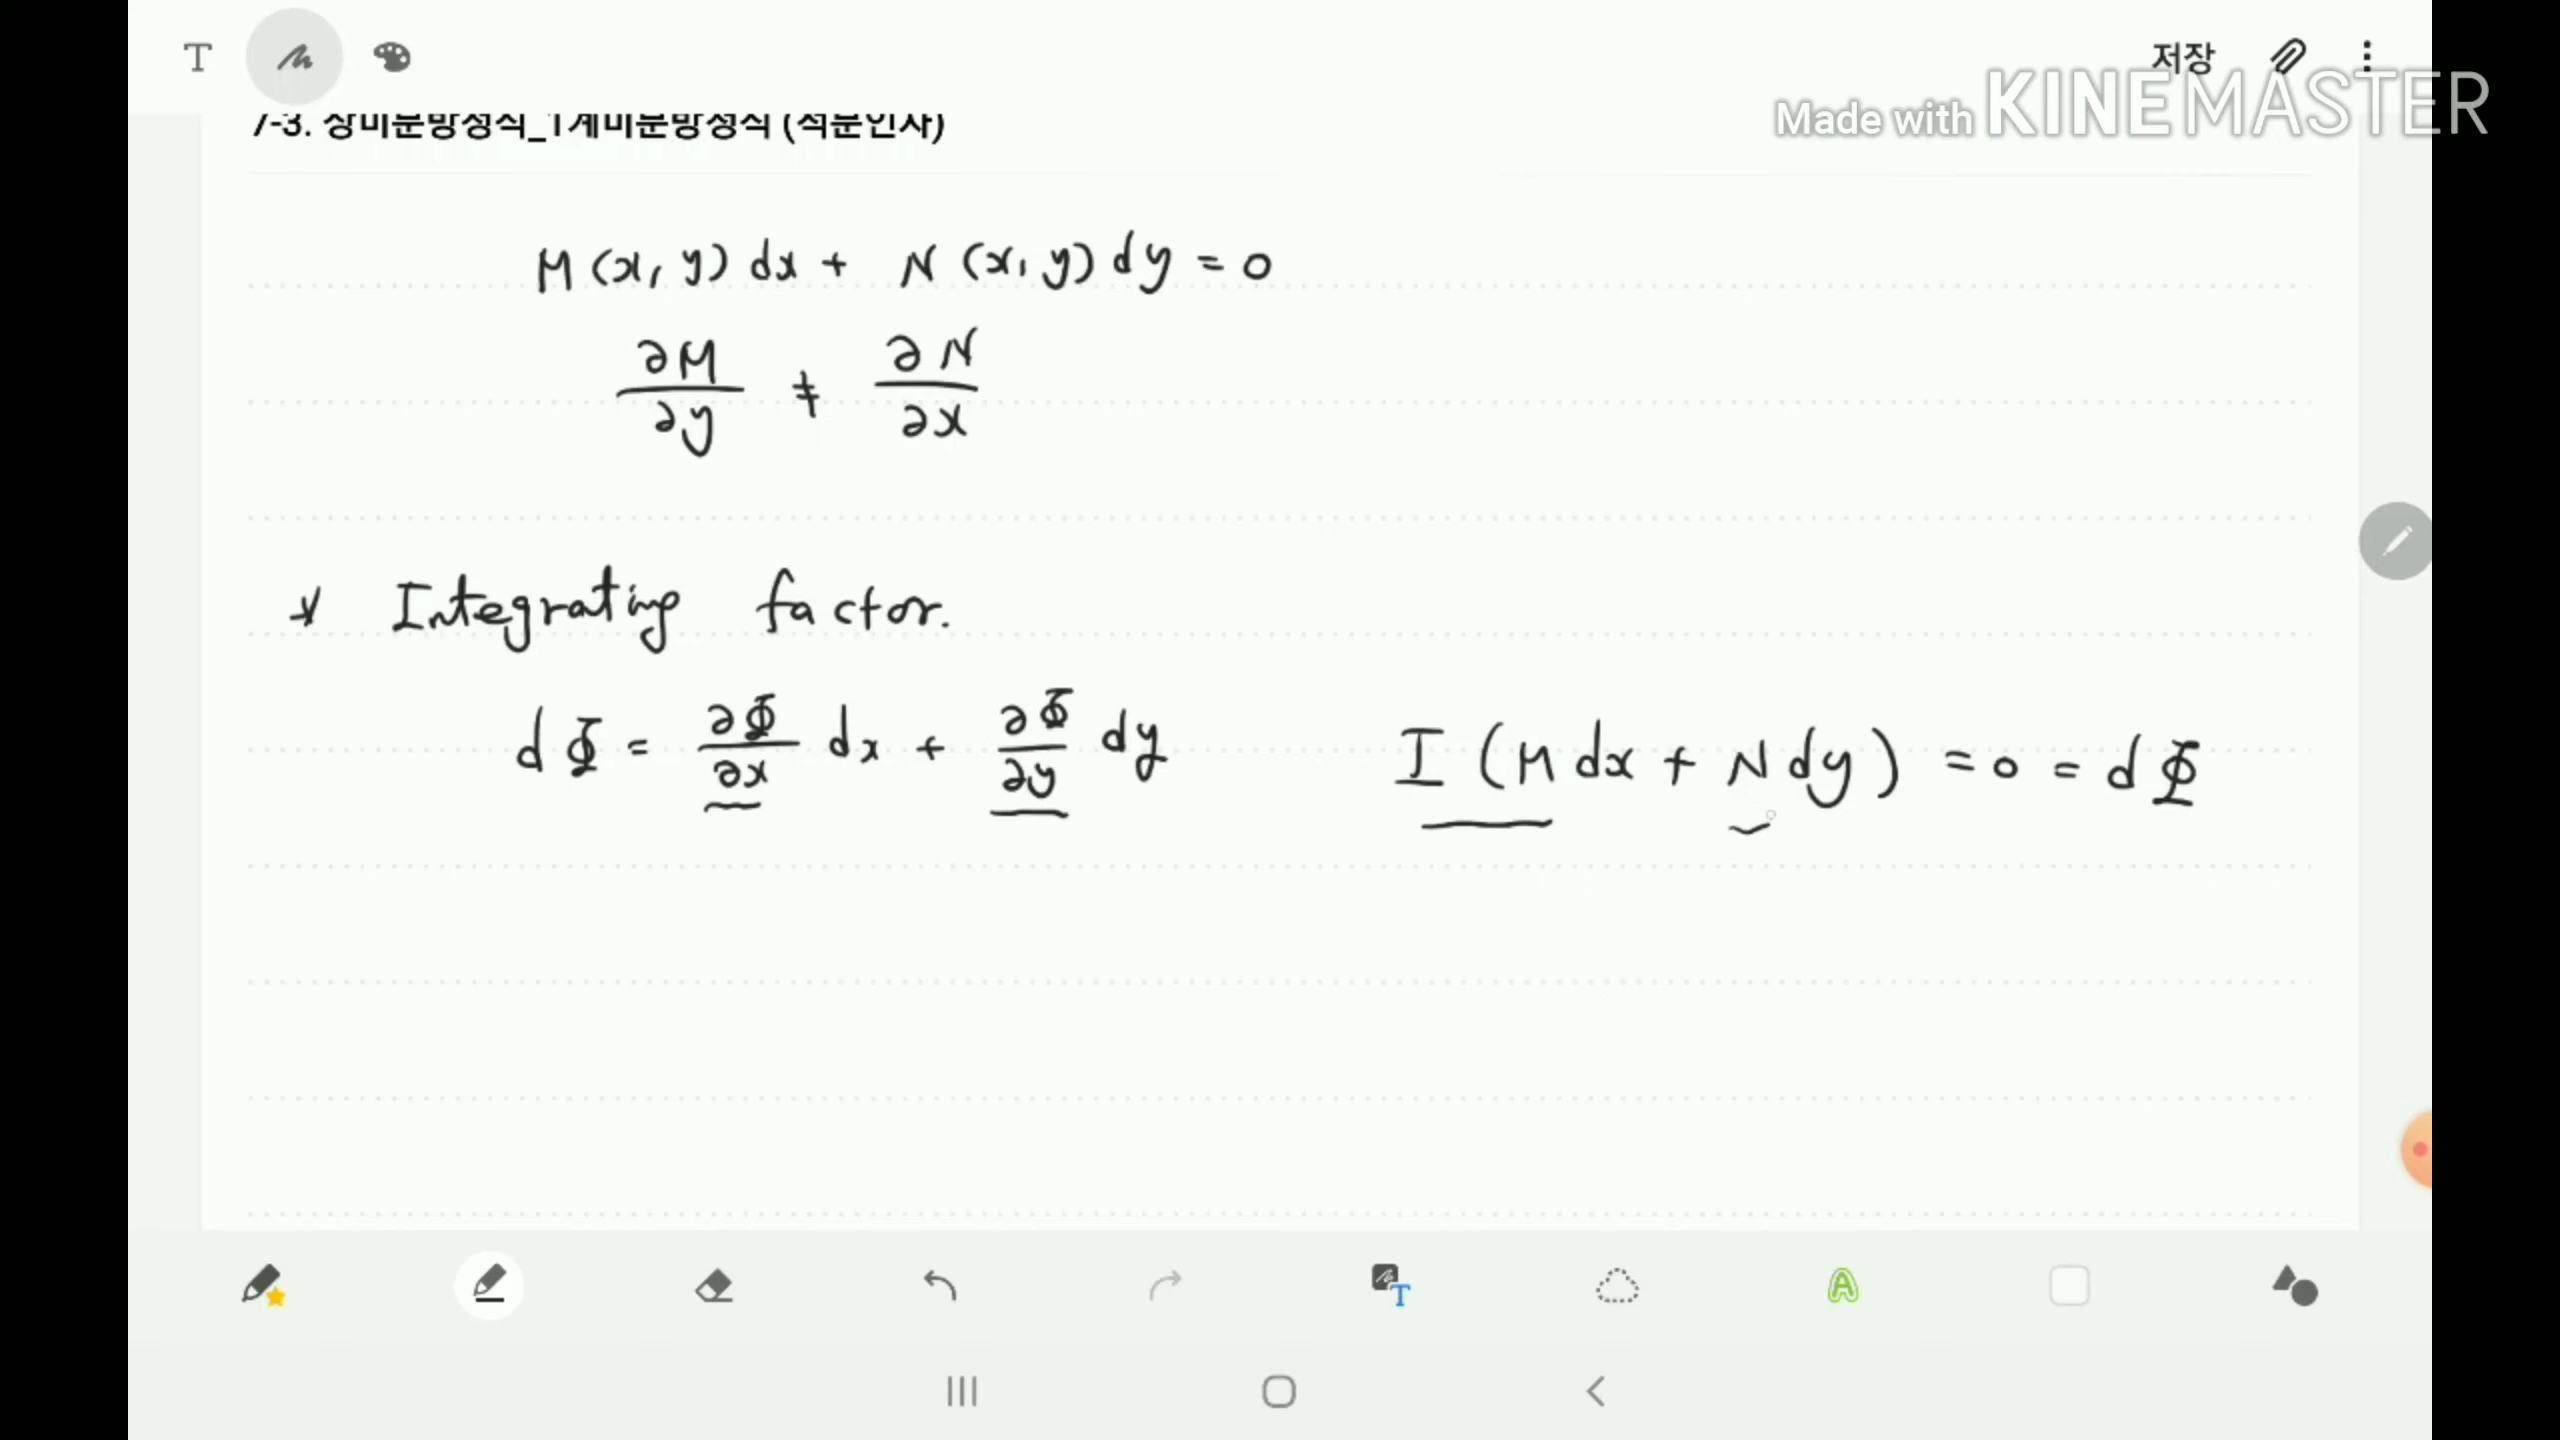 T
저장
Made with KINEMASTER
7-3. 상미분방정식_1계미분방정식 (적분인자)
M(x, y) dx + N(x, y) dy = 0
∂M/∂y ≠ ∂N/∂x
* Integrating factor.
dΦ = ∂Φ/∂x dx + ∂Φ/∂y dy
I (M dx + N dy) = 0 = dΦ
T
A